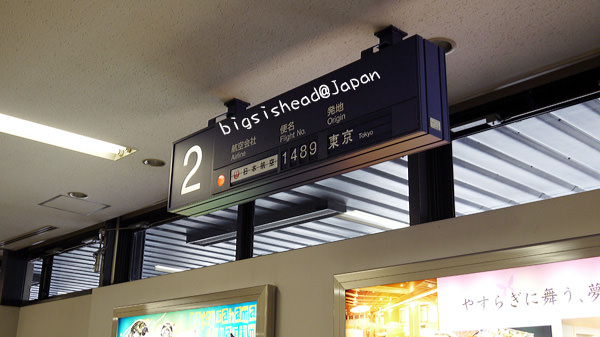 bigsishead@Japan
2
航空会社 便名 発地
Airline Flight No. Origin
日本航空 1489 東京 Tokyo
やすらぎに舞う、夢